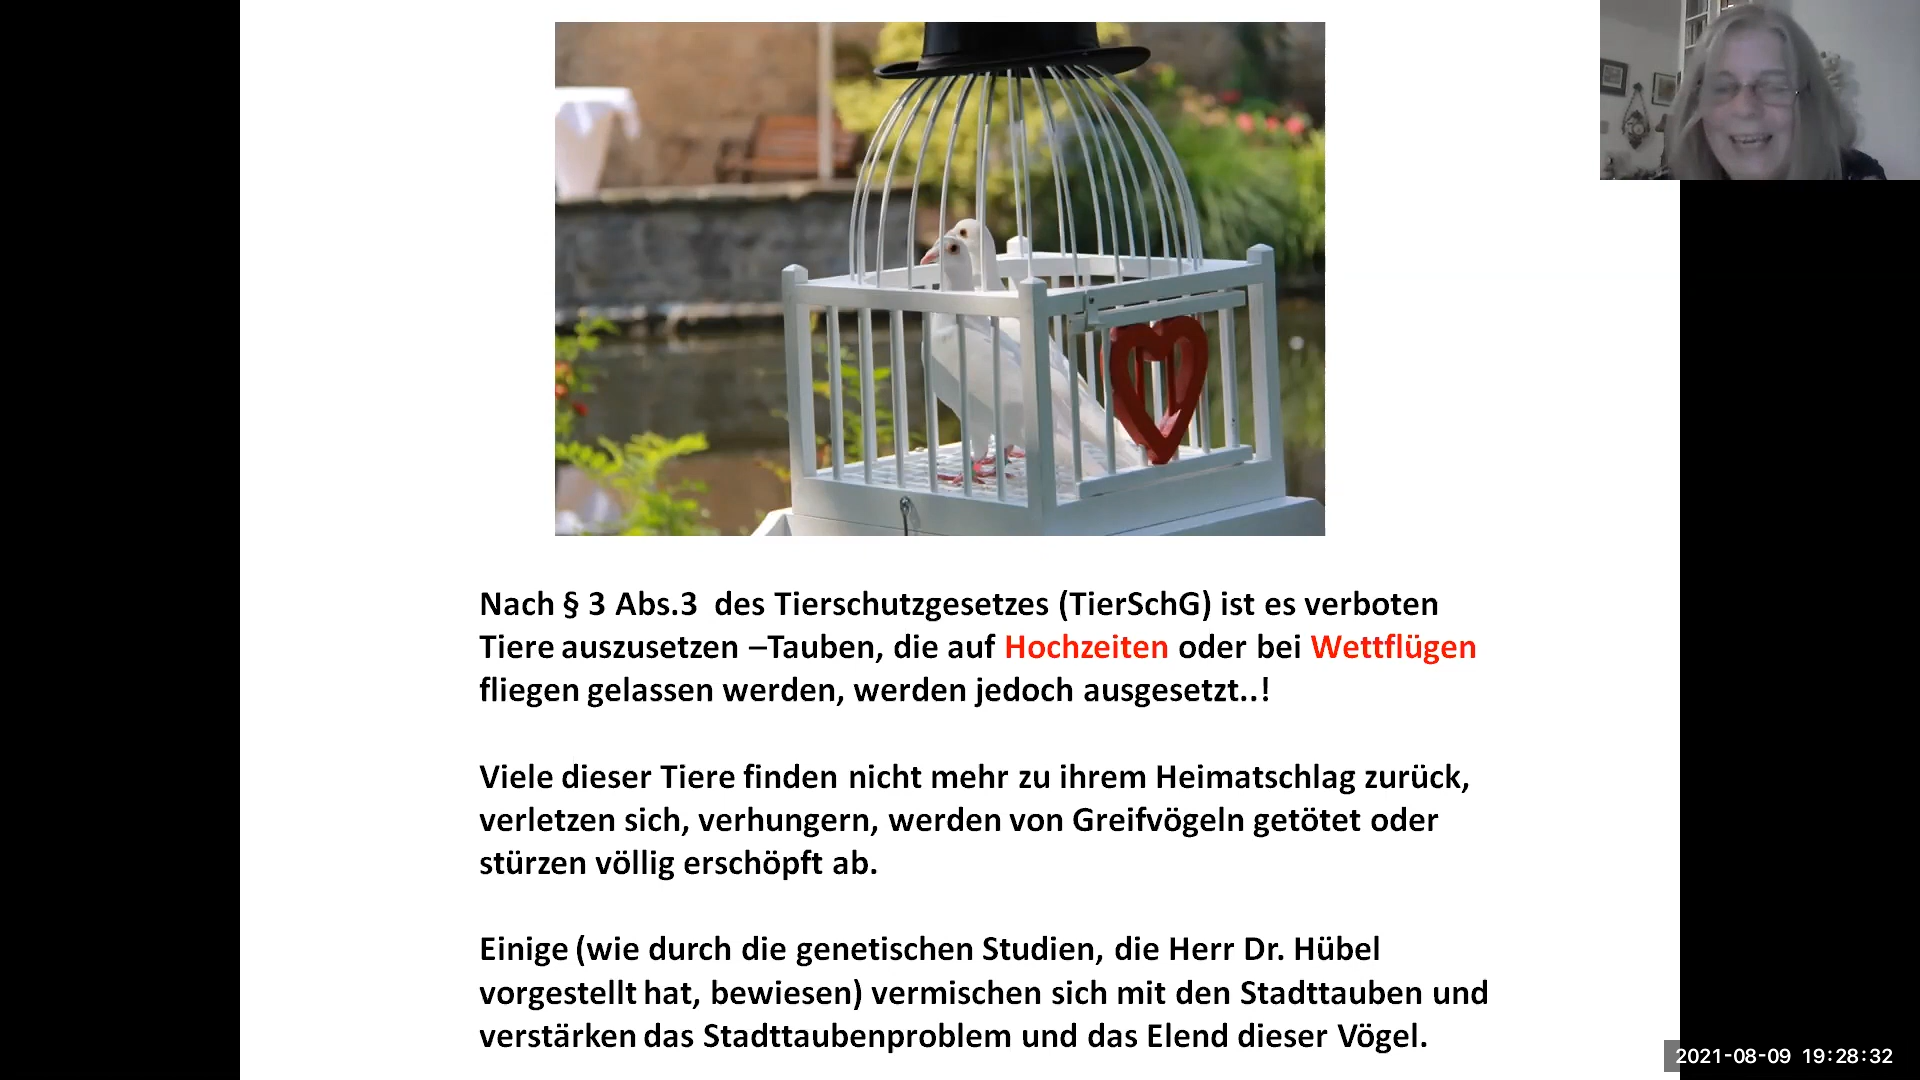 Nach § 3 Abs.3  des Tierschutzgesetzes (TierSchG) ist es verboten
Tiere auszusetzen –Tauben, die auf Hochzeiten oder bei Wettflügen
fliegen gelassen werden, werden jedoch ausgesetzt..!
Viele dieser Tiere finden nicht mehr zu ihrem Heimatschlag zurück,
verletzen sich, verhungern, werden von Greifvögeln getötet oder
stürzen völlig erschöpft ab.
Einige (wie durch die genetischen Studien, die Herr Dr. Hübel
vorgestellt hat, bewiesen) vermischen sich mit den Stadttauben und
verstärken das Stadttaubenproblem und das Elend dieser Vögel.
2021-08-09 19:28:32